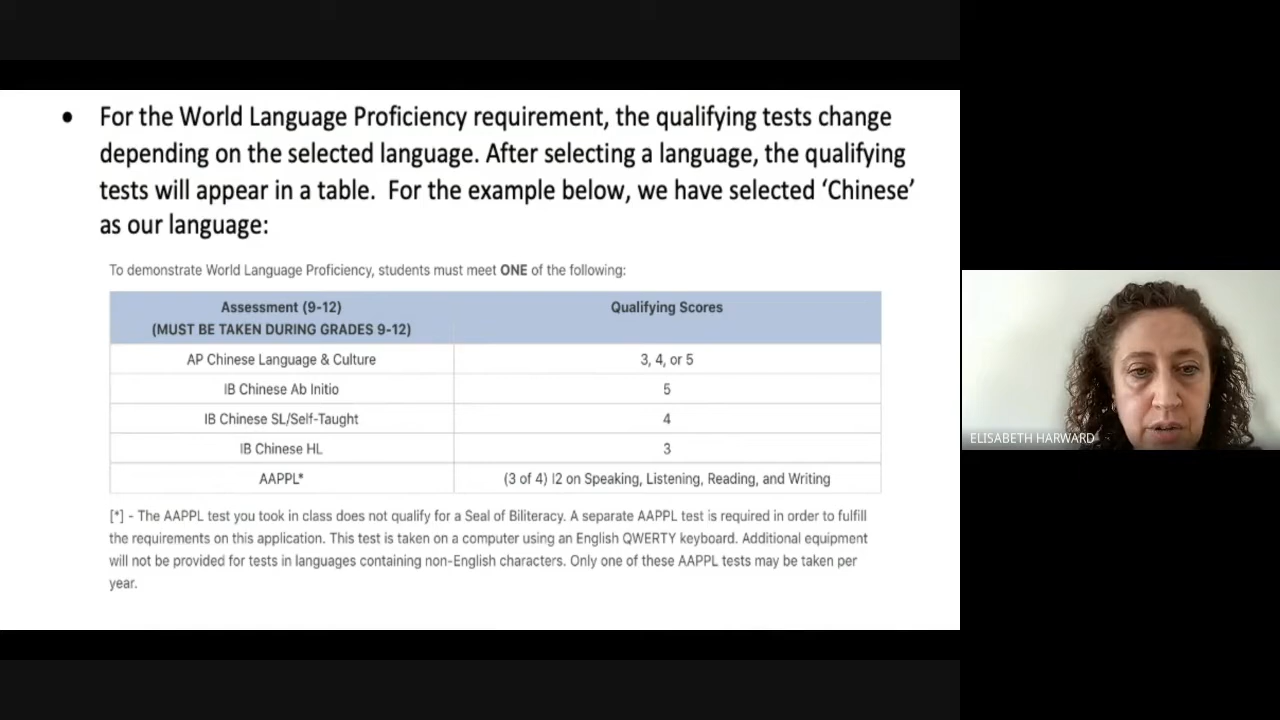 • For the World Language Proficiency requirement, the qualifying tests change
depending on the selected language. After selecting a language, the qualifying
tests will appear in a table.  For the example below, we have selected ‘Chinese’
as our language:
To demonstrate World Language Proficiency, students must meet ONE of the following:
Assessment (9-12)
(MUST BE TAKEN DURING GRADES 9-12)
Qualifying Scores
AP Chinese Language & Culture 3, 4, or 5
IB Chinese Ab Initio 5
IB Chinese SL/Self-Taught 4
IB Chinese HL 3
AAPPL* (3 of 4) I2 on Speaking, Listening, Reading, and Writing
[*] - The AAPPL test you took in class does not qualify for a Seal of Biliteracy. A separate AAPPL test is required in order to fulfill
the requirements on this application. This test is taken on a computer using an English QWERTY keyboard. Additional equipment
will not be provided for tests in languages containing non-English characters. Only one of these AAPPL tests may be taken per
year.
ELISABETH HARWARD